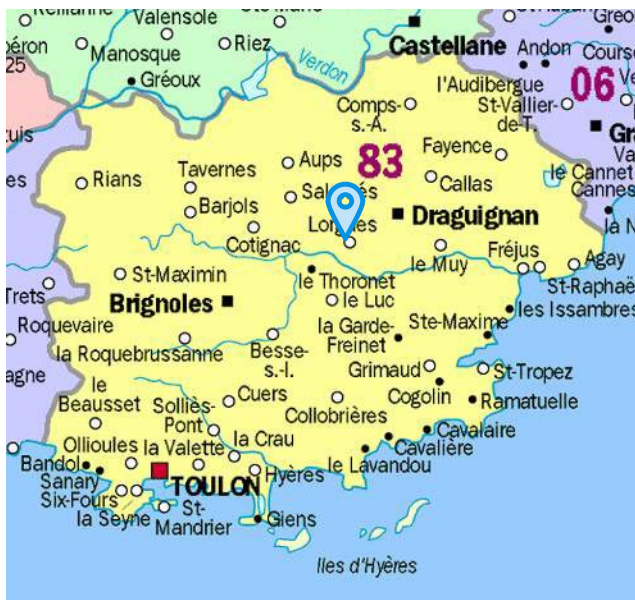 Valensole
Riez
Manosque
Gréoux
Verdon
Castellane
Andon
l'Audibergue
06
St-Vallier-
de-T.
Comps-
s.-A.
83
Fayence
le Cannet
Cannes
Aups
Callas
Rians
Tavernes
Barjols
Cotignac
Draguignan
le Muy
Fréjus
Agay
St-Maximin
le Thoronet
le Luc
Brignoles
Trets
Roquevaire
la Roquebrussanne
Besse-
s.-I.
la Garde-
Freinet
Ste-Maxime
les Issambres
Grimaud
Cogolin
St-Tropez
Ramatuelle
le
Beausset
Solliès-
Pont
Cuers
Collobrières
Cavalaire
Cavalière
le Lavandou
Ollioules
la Valette
la Crau
Bandol
Sanary
Six-Fours
la Seyne
TOULON
Hyères
St-
Mandrier
Giens
Iles d'Hyères